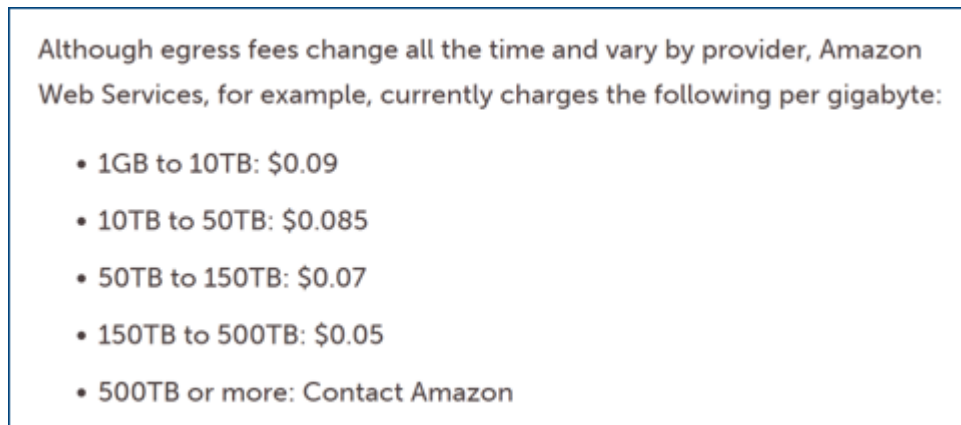 Although egress fees change all the time and vary by provider, Amazon
Web Services, for example, currently charges the following per gigabyte:
• 1GB to 10TB: $0.09
• 10TB to 50TB: $0.085
• 50TB to 150TB: $0.07
• 150TB to 500TB: $0.05
• 500TB or more: Contact Amazon